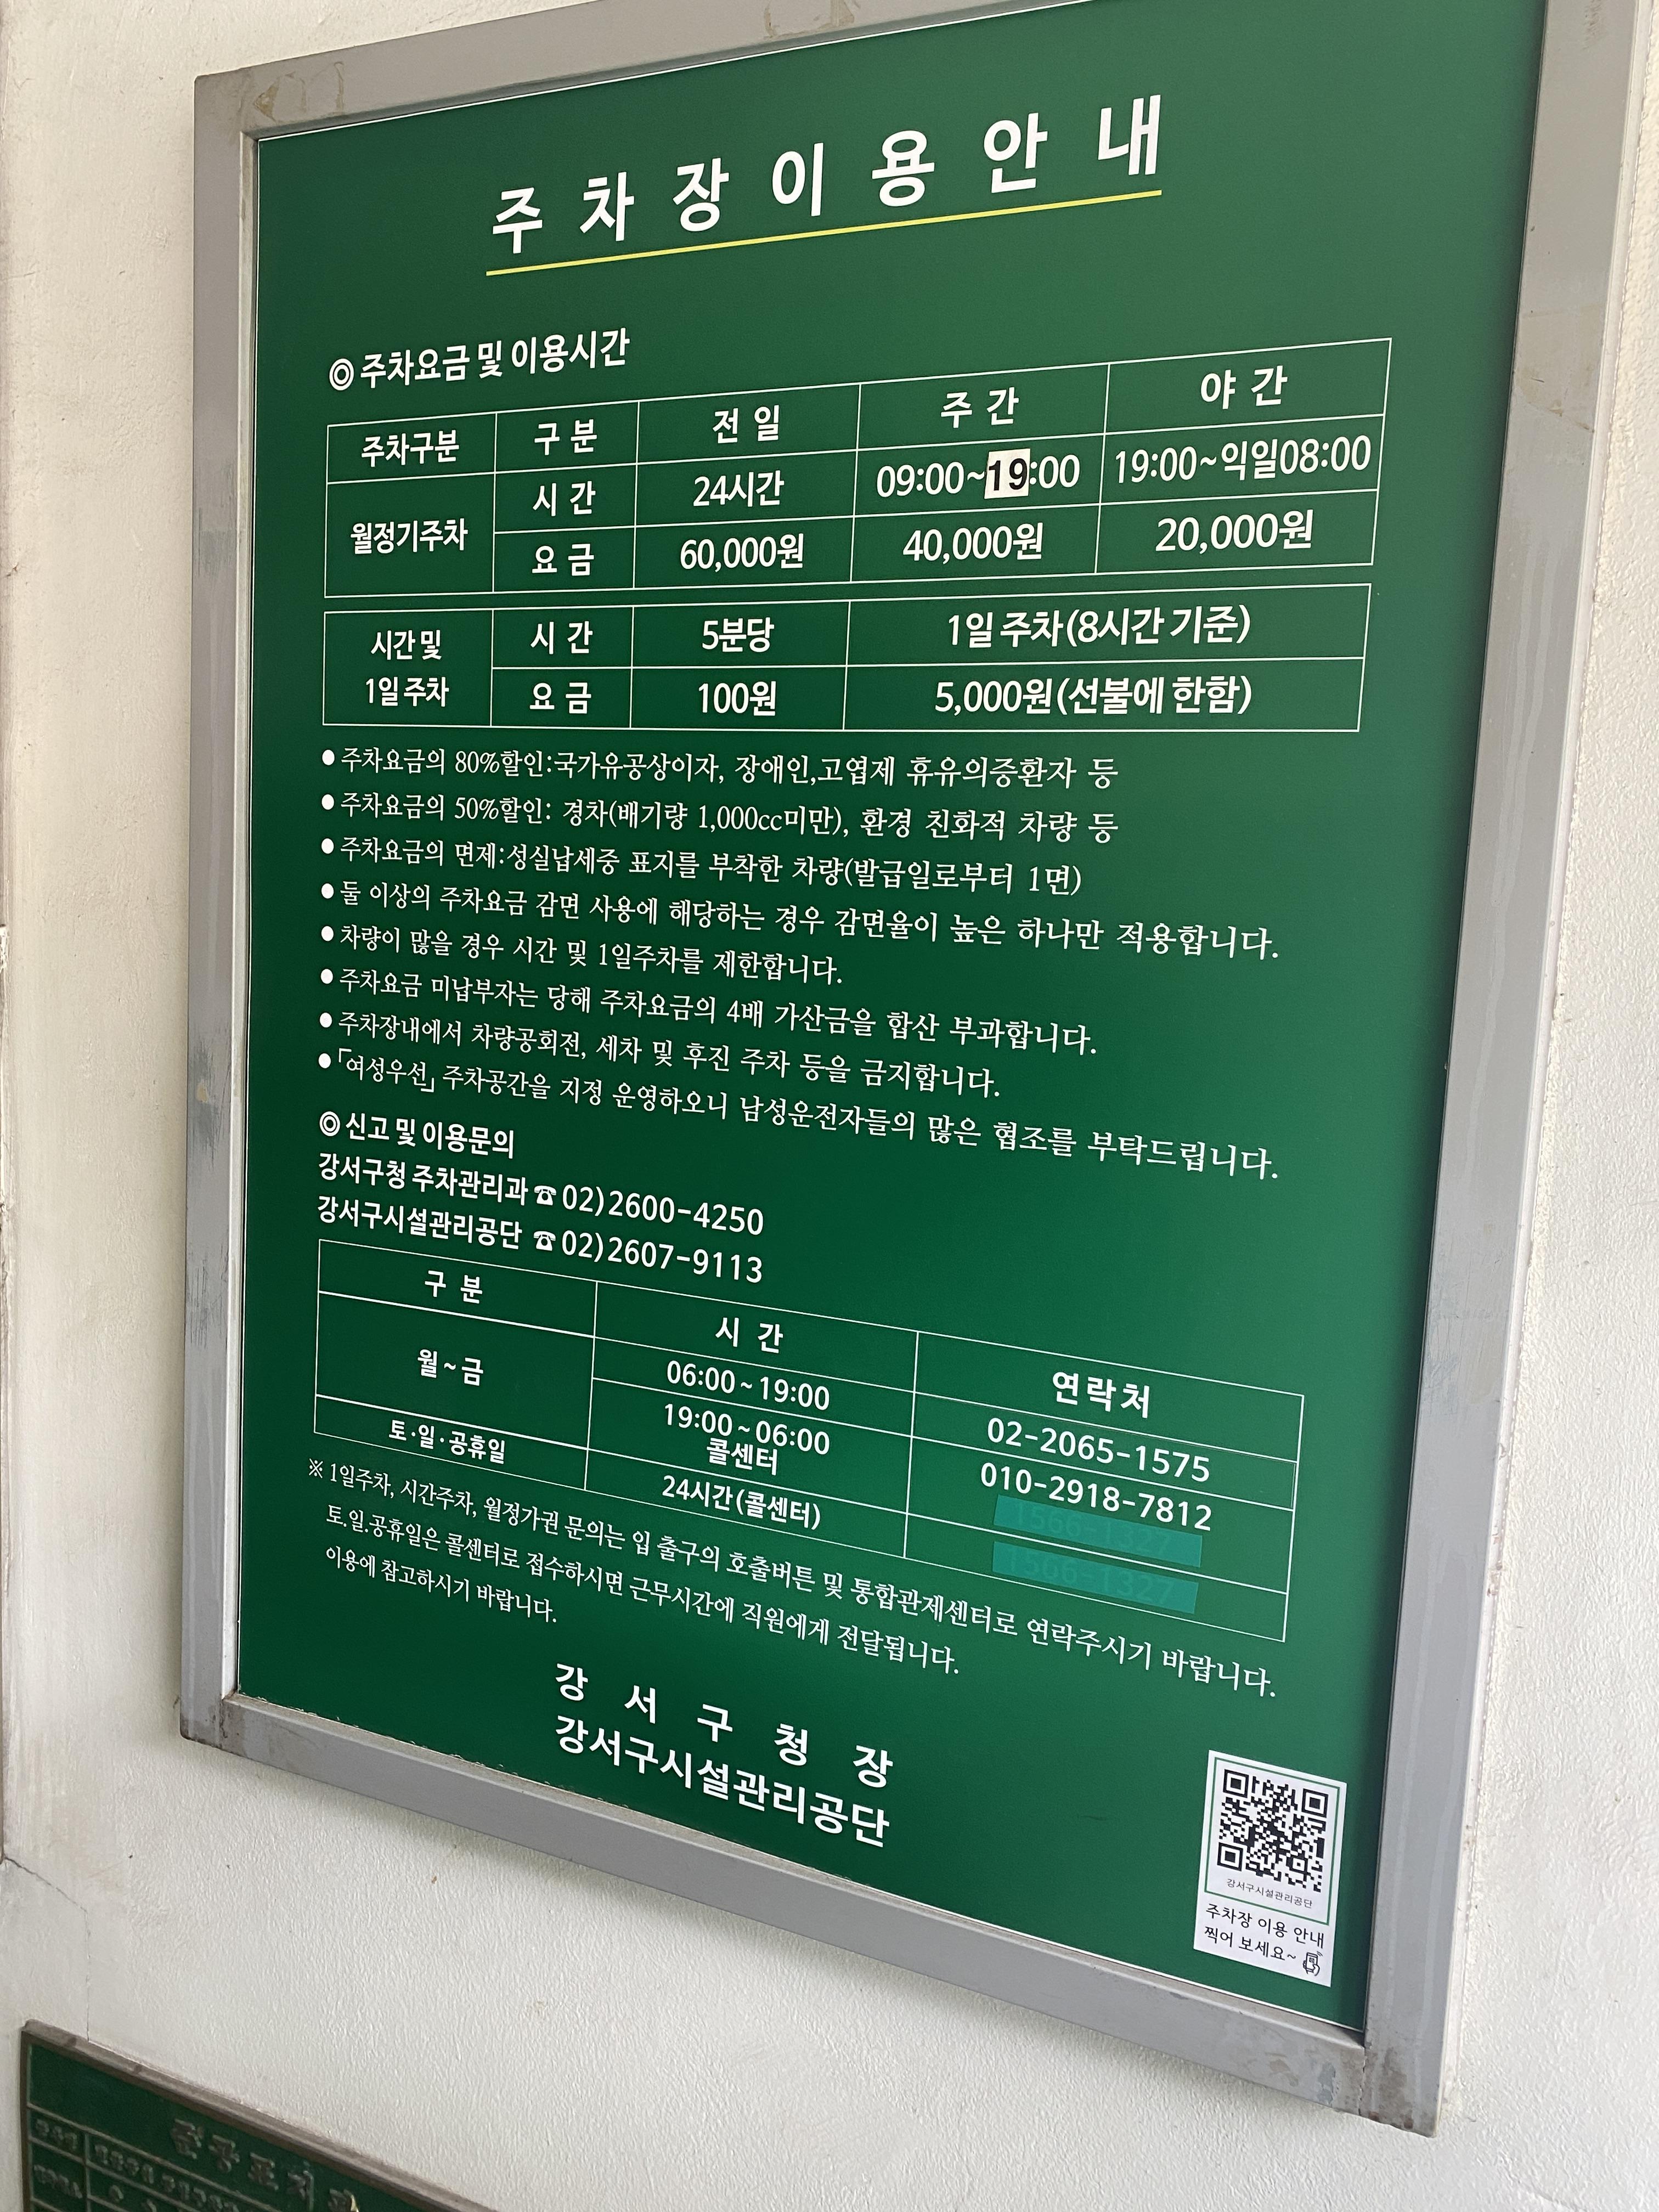 주차장이용안내
◎ 주차요금 및 이용시간
주차구분 구 분 전 일 주 간 야 간
월정기주차 시 간 24시간 09:00~19:00 19:00~익일08:00
요 금 60,000원 40,000원 20,000원
시간 및 1일 주차 시 간 5분당 1일 주차(8시간 기준)
요 금 100원 5,000원(선불에 한함)
● 주차요금의 80%할인:국가유공상이자, 장애인,고엽제 휴유의증환자 등
● 주차요금의 50%할인: 경차(배기량 1,000cc미만), 환경 친화적 차량 등
● 주차요금의 면제:성실납세중 표지를 부착한 차량(발급일로부터 1면)
● 둘 이상의 주차요금 감면 사용에 해당하는 경우 감면율이 높은 하나만 적용합니다.
● 차량이 많을 경우 시간 및 1일주차를 제한합니다.
● 주차요금 미납부자는 당해 주차요금의 4배 가산금을 합산 부과합니다.
● 주차장내에서 차량공회전, 세차 및 후진 주차 등을 금지합니다.
● 「여성우선」 주차공간을 지정 운영하오니 남성운전자들의 많은 협조를 부탁드립니다.
◎ 신고 및 이용문의
강서구청 주차관리과 ☎ 02)2600-4250
강서구시설관리공단 ☎ 02)2607-9113
구 분 시 간 연락처
월~금 06:00~19:00 02-2065-1575
19:00~06:00 콜센터 010-2918-7812
1566-1327
토·일·공휴일 24시간(콜센터) 1566-1327
※ 1일주차, 시간주차, 월정가권 문의는 입 출구의 호출버튼 및 통합관제센터로 연락주시기 바랍니다.
토.일.공휴일은 콜센터로 접수하시면 근무시간에 직원에게 전달됩니다.
이용에 참고하시기 바랍니다.
강 서 구 청 장
강서구시설관리공단
강서구시설관리공단
주차장 이용 안내
찍어 보세요~
준공표지판